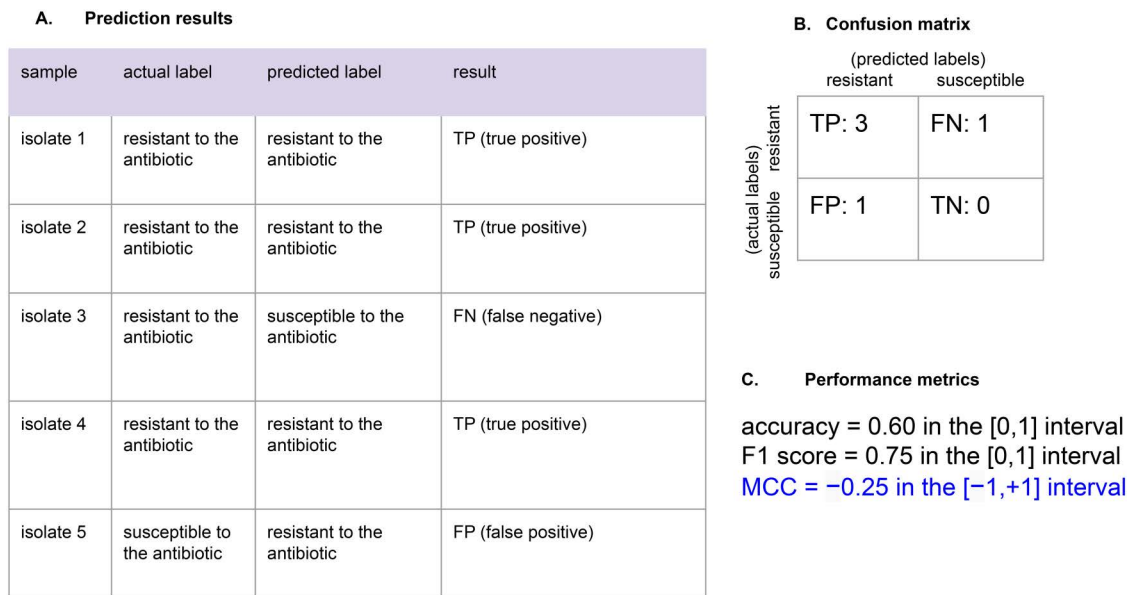 A. Prediction results
sample actual label predicted label result
isolate 1 resistant to the antibiotic resistant to the antibiotic TP (true positive)
isolate 2 resistant to the antibiotic resistant to the antibiotic TP (true positive)
isolate 3 resistant to the antibiotic susceptible to the antibiotic FN (false negative)
isolate 4 resistant to the antibiotic resistant to the antibiotic TP (true positive)
isolate 5 susceptible to the antibiotic resistant to the antibiotic FP (false positive)
B. Confusion matrix
(predicted labels)
resistant susceptible
(actual labels)
resistant
TP: 3 FN: 1
susceptible
FP: 1 TN: 0
C. Performance metrics
accuracy = 0.60 in the [0,1] interval
F1 score = 0.75 in the [0,1] interval
MCC = −0.25 in the [−1,+1] interval